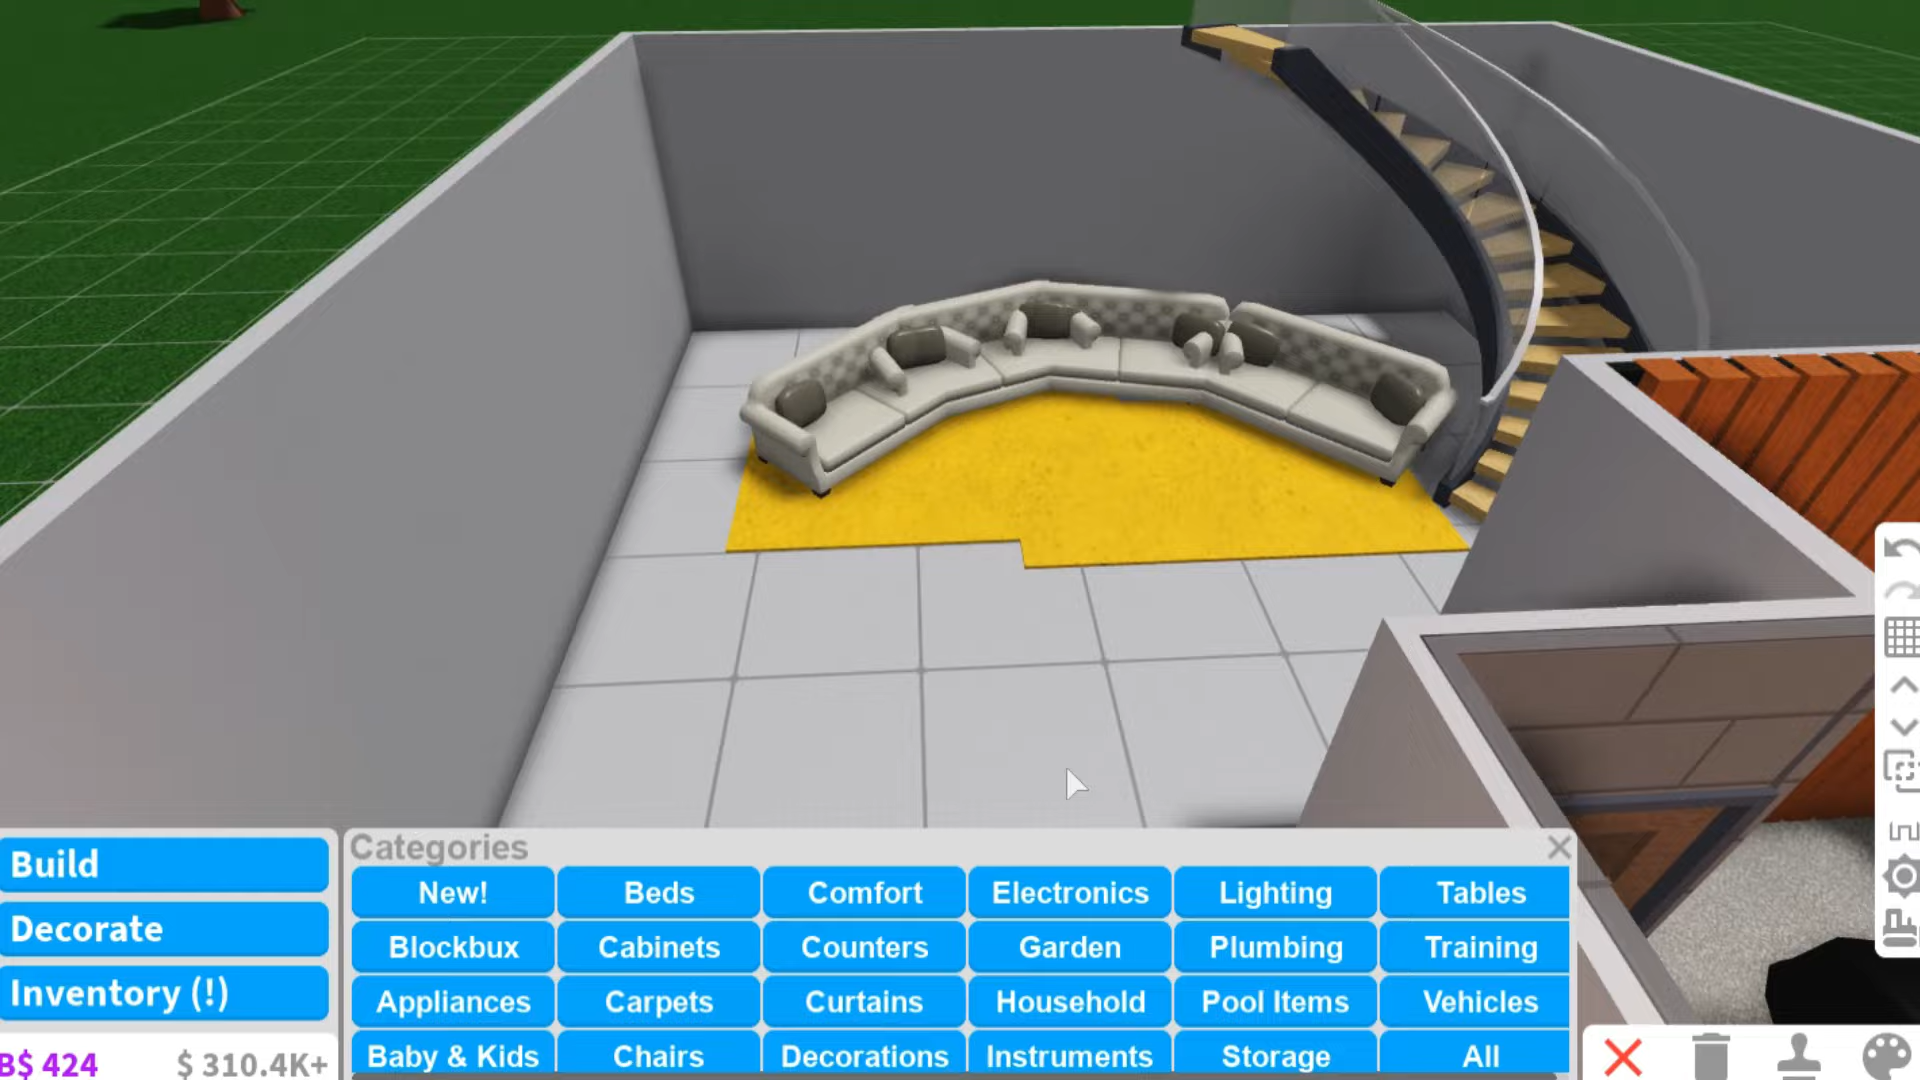 Build
Decorate
Inventory (!)
B$ 424 $ 310.4K+
Categories
New! Beds Comfort Electronics Lighting Tables
Blockbux Cabinets Counters Garden Plumbing Training
Appliances Carpets Curtains Household Pool Items Vehicles
Baby & Kids Chairs Decorations Instruments Storage All